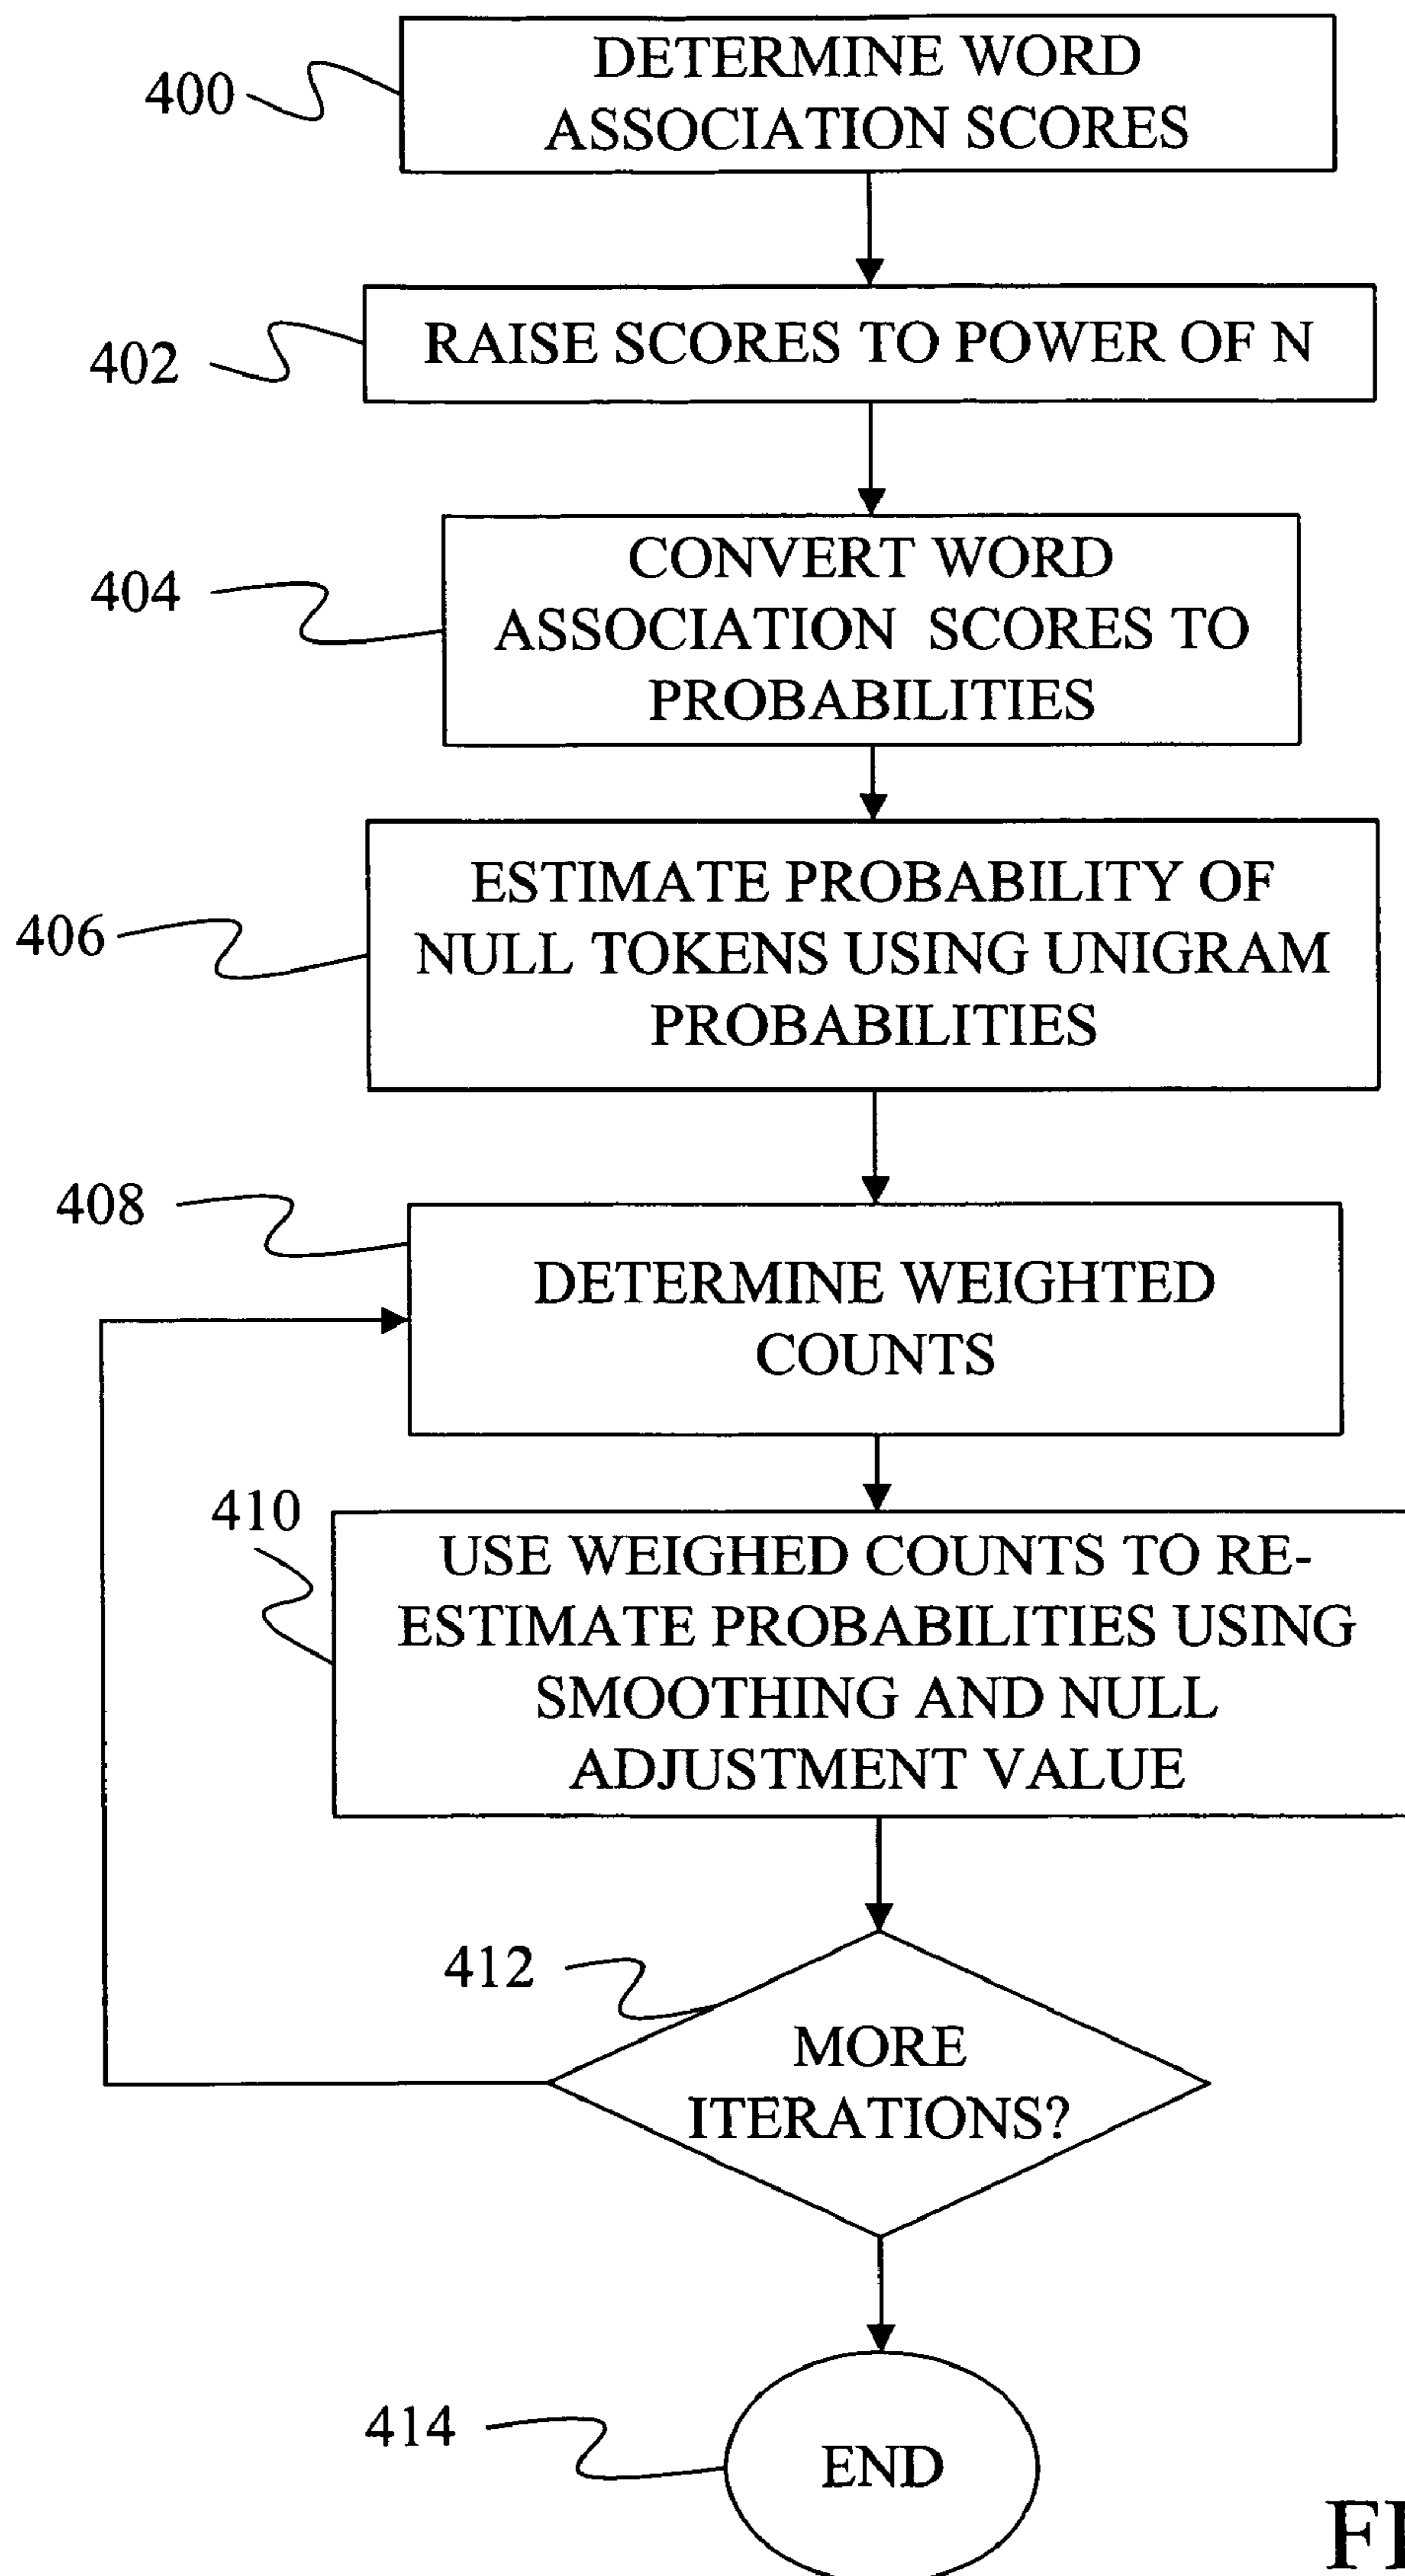 400
DETERMINE WORD
ASSOCIATION SCORES
402
RAISE SCORES TO POWER OF N
404
CONVERT WORD
ASSOCIATION SCORES TO
PROBABILITIES
406
ESTIMATE PROBABILITY OF
NULL TOKENS USING UNIGRAM
PROBABILITIES
408
DETERMINE WEIGHTED
COUNTS
410
USE WEIGHED COUNTS TO RE-
ESTIMATE PROBABILITIES USING
SMOOTHING AND NULL
ADJUSTMENT VALUE
412
MORE
ITERATIONS?
414
END